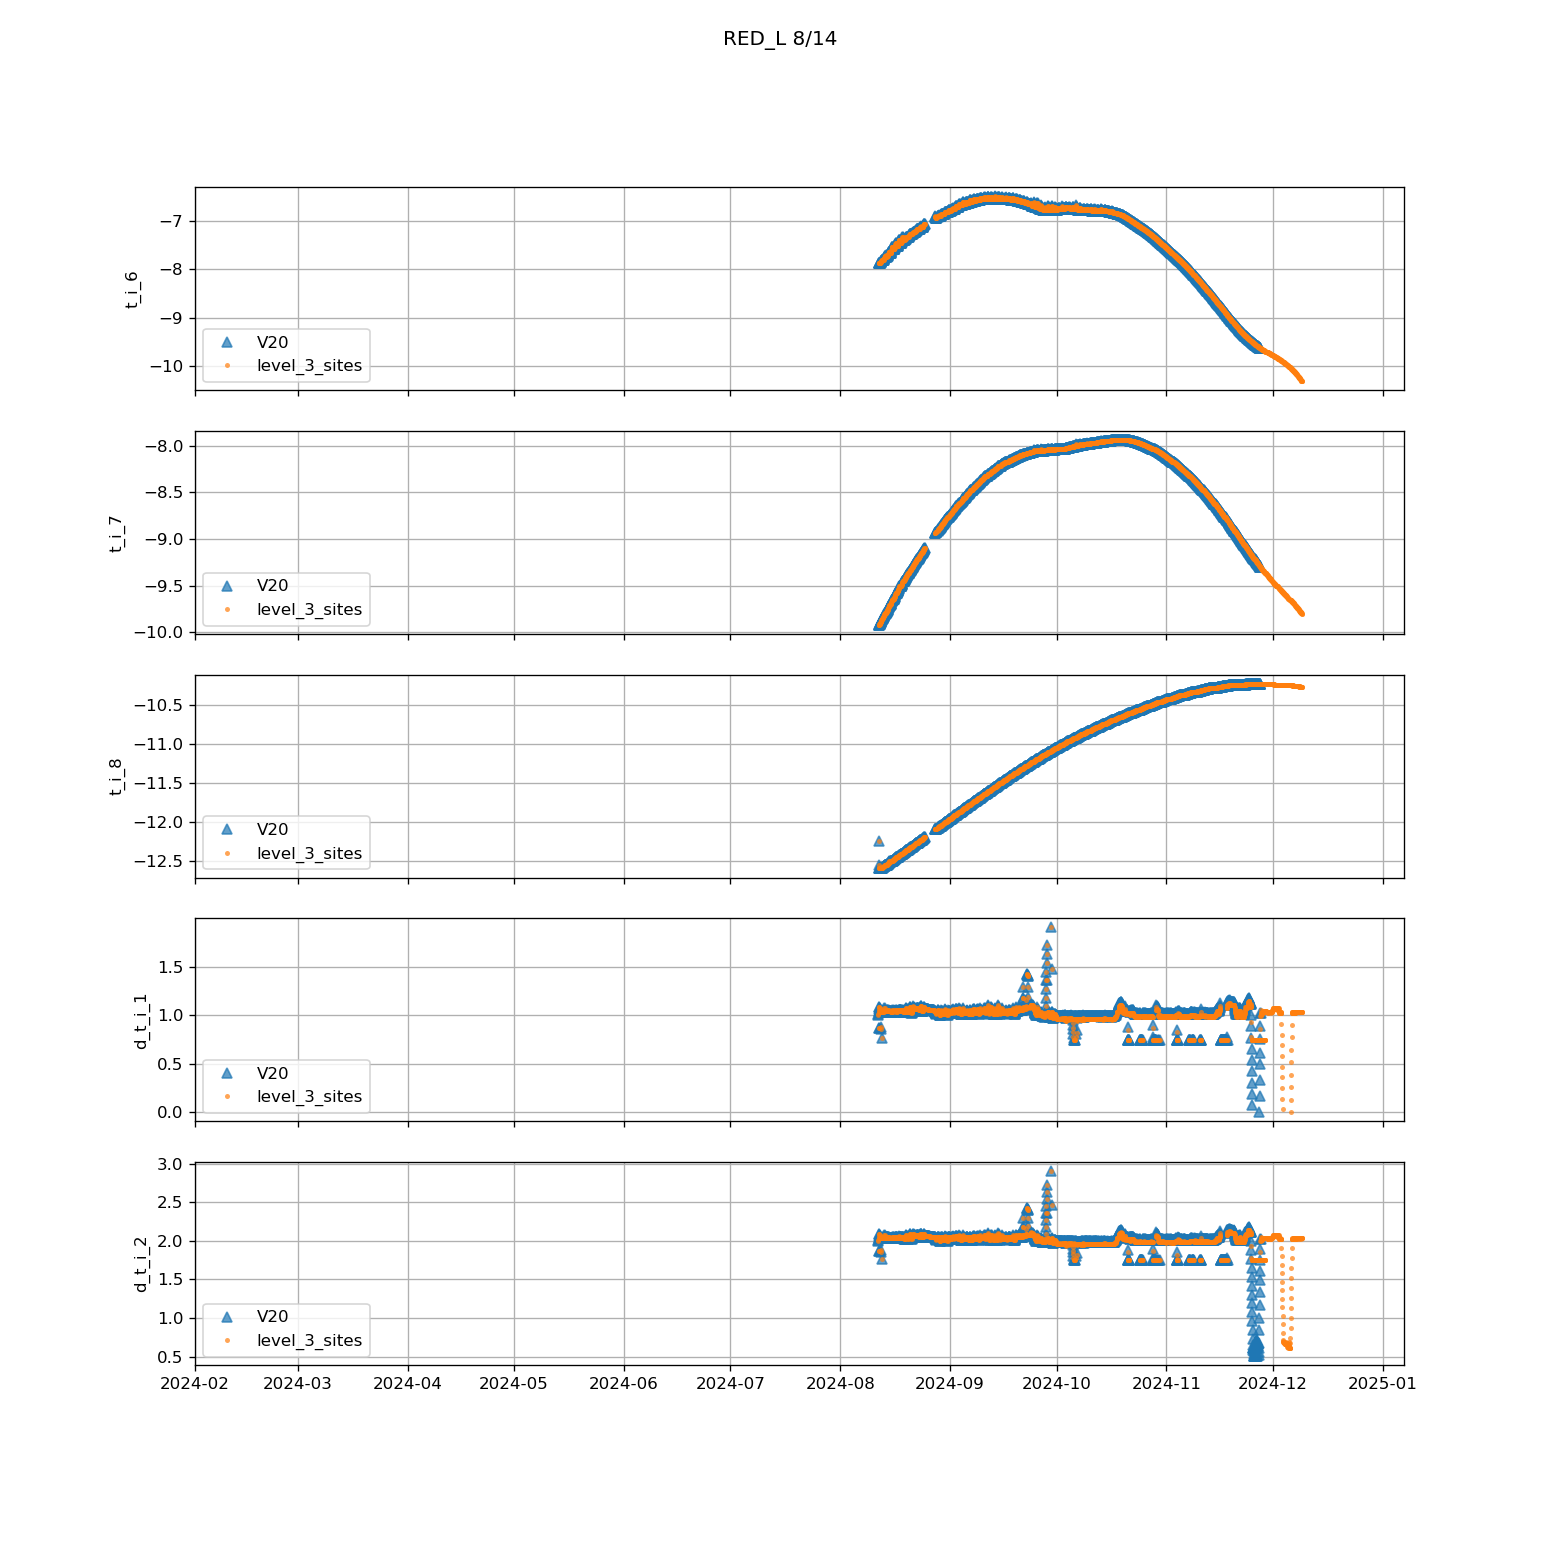 RED_L 8/14
t_i_6
−7
−8
−9
−10
V20
level_3_sites
t_i_7
−8.0
−8.5
−9.0
−9.5
−10.0
V20
level_3_sites
t_i_8
−10.5
−11.0
−11.5
−12.0
−12.5
V20
level_3_sites
d_t_i_1
1.5
1.0
0.5
0.0
V20
level_3_sites
d_t_i_2
3.0
2.5
2.0
1.5
1.0
0.5
V20
level_3_sites
2024-02 2024-03 2024-04 2024-05 2024-06 2024-07 2024-08 2024-09 2024-10 2024-11 2024-12 2025-01